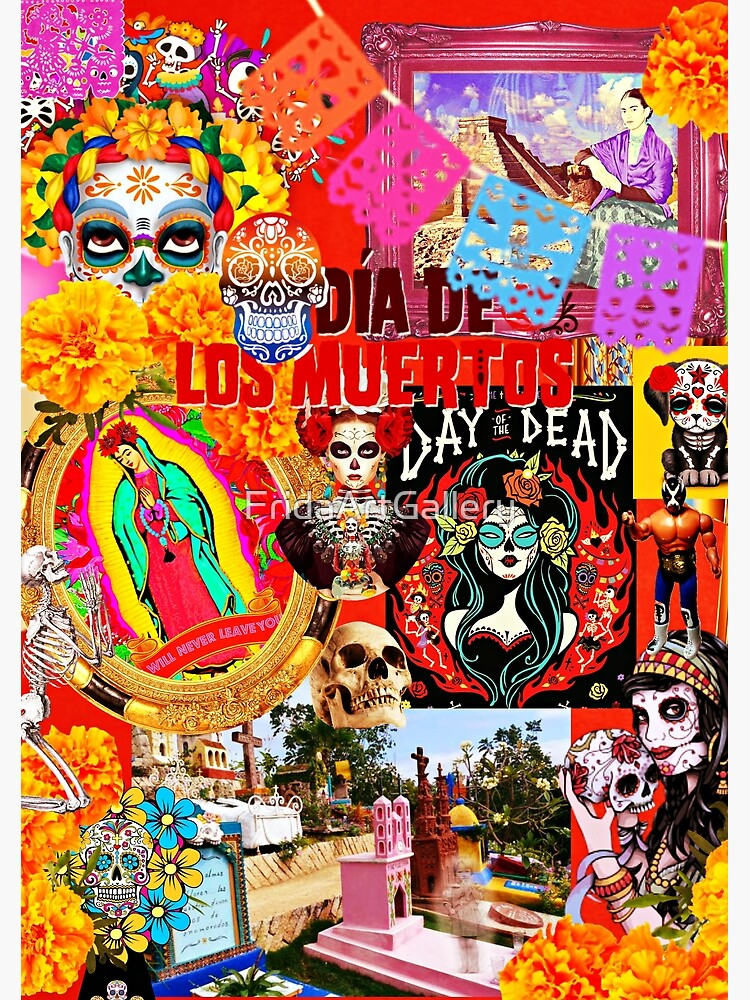 DÍA DE
LOS MUERTOS
DAY OF THE DEAD
FridaArtGallery
WILL NEVER LEAVE YOU